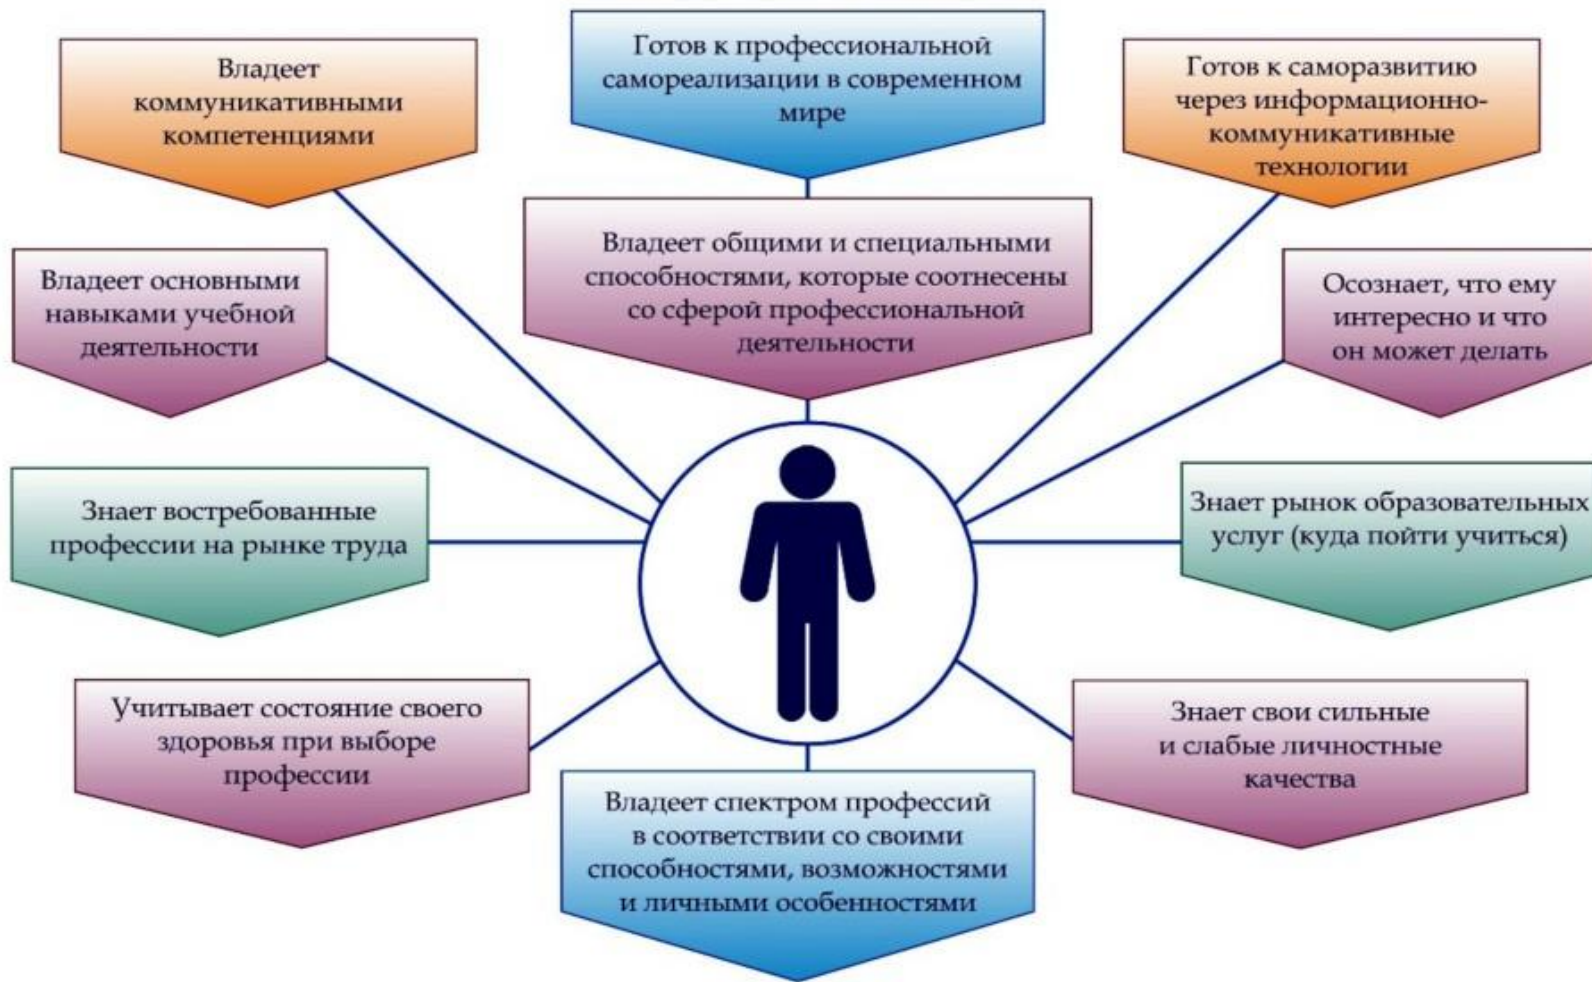 Владеет
коммуникативными
компетенциями
Готов к профессиональной
самореализации в современном
мире
Готов к саморазвитию
через информационно-
коммуникативные
технологии
Владеет основными
навыками учебной
деятельности
Владеет общими и специальными
способностями, которые соотнесены
со сферой профессиональной
деятельности
Осознает, что ему
интересно и что
он может делать
Знает востребованные
профессии на рынке труда
Знает рынок образовательных
услуг (куда пойти учиться)
Учитывает состояние своего
здоровья при выборе
профессии
Владеет спектром профессий
в соответствии со своими
способностями, возможностями
и личными особенностями
Знает свои сильные
и слабые личностные
качества